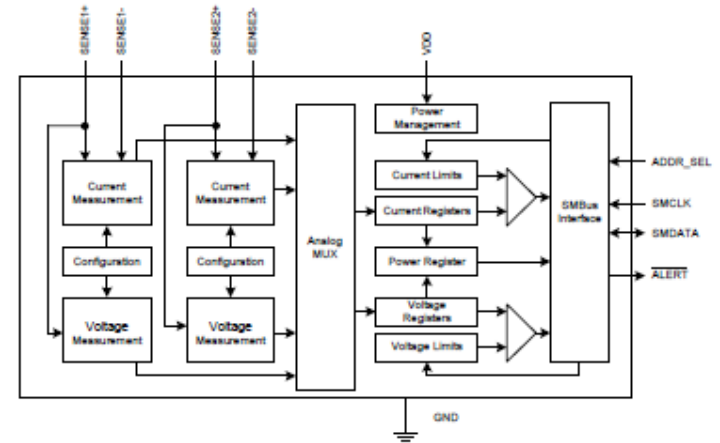 SENSE1+
SENSE1-
SENSE2+
SENSE2-
VDD
Power
Management
Current
Measurement
Current
Measurement
Current Limits
Current Registers
SMBus
Interface
ADDR_SEL
SMCLK
SMDATA
ALERT
Analog
MUX
Configuration
Configuration
Power Register
Voltage
Registers
Voltage
Measurement
Voltage
Measurement
Voltage Limits
GND